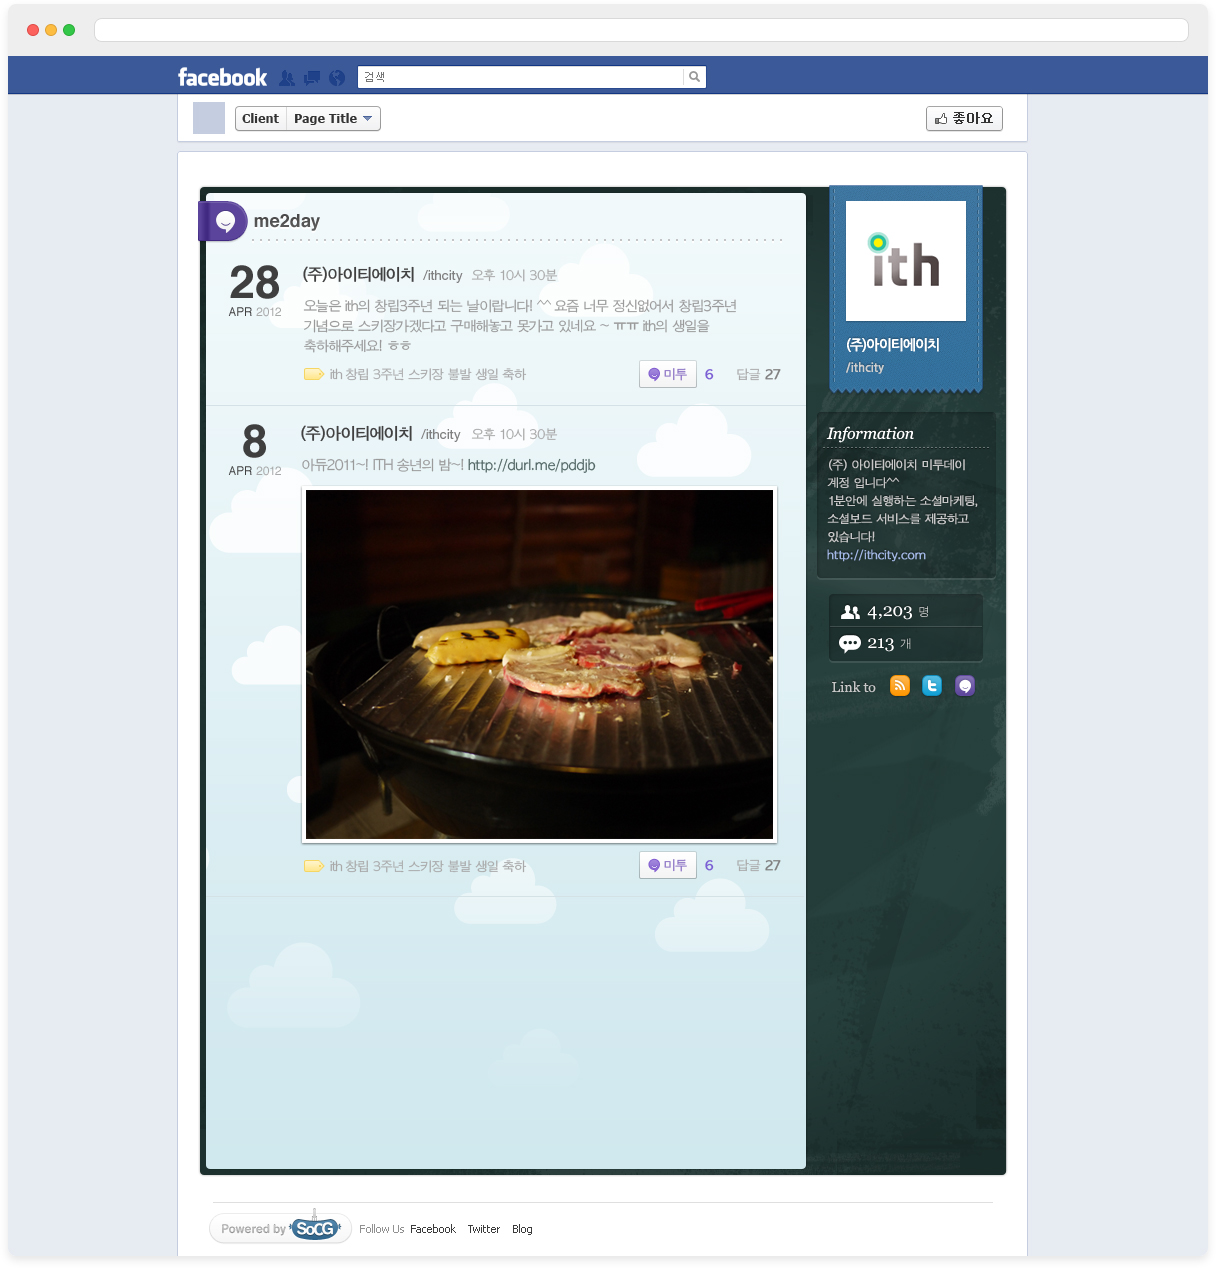 facebook
검색
Client
Page Title
좋아요
me2day
28
APR 2012
(주)아이티에이치 /ithcity 오후 10시 30분
오늘은 ith의 창립3주년 되는 날이랍니다! ^^ 요즘 너무 정신없어서 창립3주년
기념으로 스키장가겠다고 구매해놓고 못가고 있네요 ~ ㅠㅠ ith의 생일을
축하해주세요! ㅎㅎ
ith 창립 3주년 스키장 불발 생일 축하
미투 6 답글 27
8
APR 2012
(주)아이티에이치 /ithcity 오후 10시 30분
아듀2011~! ITH 송년의 밤~! http://durl.me/pddjb
ith 창립 3주년 스키장 불발 생일 축하
미투 6 답글 27
ith
(주)아이티에이치
/ithcity
Information
(주) 아이티에이치 미투데이
계정 입니다^^
1분안에 실행하는 소셜마케팅,
소셜보드 서비스를 제공하고
있습니다!
http://ithcity.com
4,203 명
213 개
Link to
Powered by SoCG
Follow Us Facebook Twitter Blog